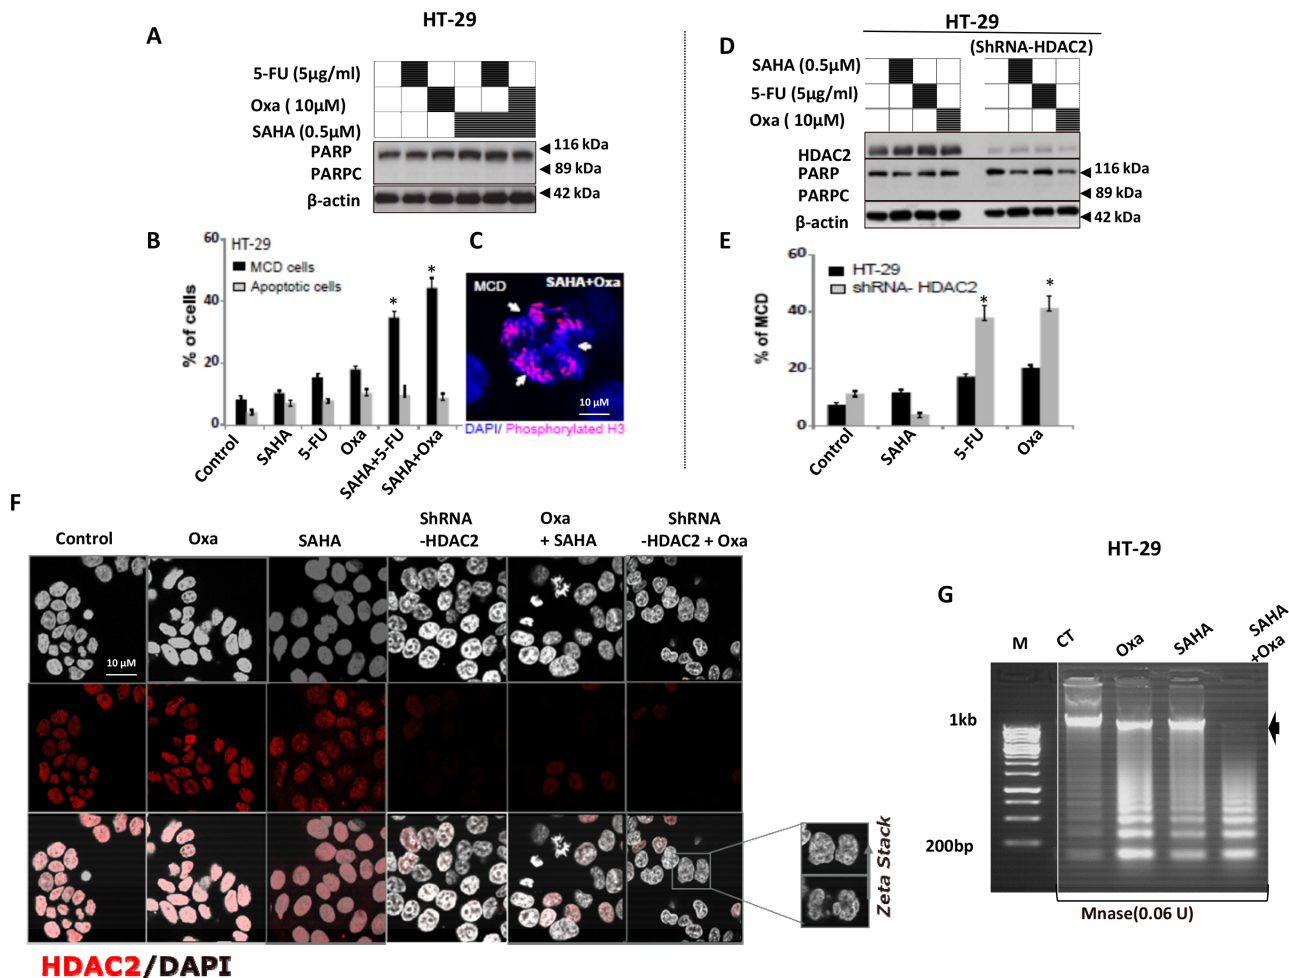 HT-29
A
5-FU (5µg/ml)
Oxa ( 10µM)
SAHA (0.5µM)
PARP
116 kDa
PARPC
89 kDa
β-actin
42 kDa
B
60
40
20
0
% of cells
HT-29
MCD cells
Apoptotic cells
*
*
Control
SAHA
5-FU
Oxa
SAHA+5-FU
SAHA+Oxa
C
MCD
SAHA+Oxa
10 µM
DAPI/ Phosphorylated H3
HT-29
D
(ShRNA-HDAC2)
SAHA (0.5µM)
5-FU (5µg/ml)
Oxa ( 10µM)
HDAC2
PARP
116 kDa
PARPC
89 kDa
β-actin
42 kDa
E
60
40
20
0
% of MCD
HT-29
shRNA- HDAC2
*
*
Control
SAHA
5-FU
Oxa
F
Control
Oxa
SAHA
ShRNA
-HDAC2
Oxa
+ SAHA
ShRNA
-HDAC2 + Oxa
10 µM
Zeta Stack
HDAC2/DAPI
HT-29
G
M
CT
Oxa
SAHA
SAHA
+Oxa
1kb
200bp
Mnase(0.06 U)